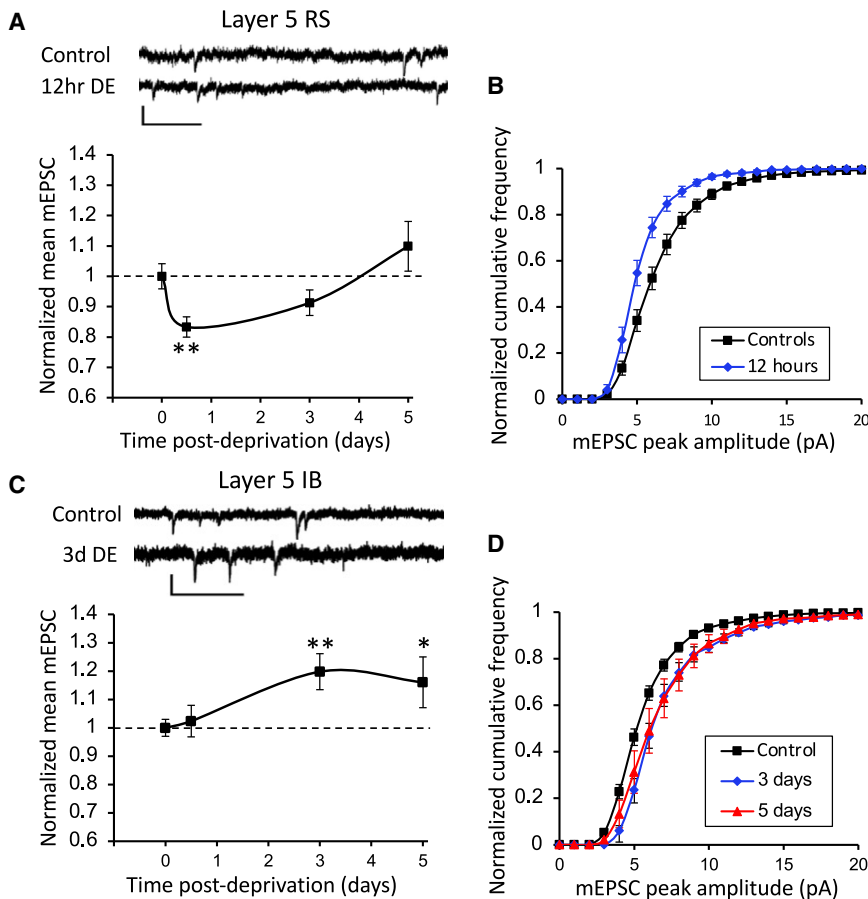 A
Layer 5 RS
Control
12hr DE
Normalized mean mEPSC
1.4
1.3
1.2
1.1
1
0.9
0.8
0.7
0.6
**
0 1 2 3 4 5
Time post-deprivation (days)
B
Normalized cumulative frequency
1
0.8
0.6
0.4
0.2
0
Controls
12 hours
0 5 10 15 20
mEPSC peak amplitude (pA)
C
Layer 5 IB
Control
3d DE
Normalized mean mEPSC
1.4
1.3
1.2
1.1
1
0.9
0.8
0.7
0.6
** *
0 1 2 3 4 5
Time post-deprivation (days)
D
Normalized cumulative frequency
1
0.8
0.6
0.4
0.2
0
Control
3 days
5 days
0 5 10 15 20
mEPSC peak amplitude (pA)